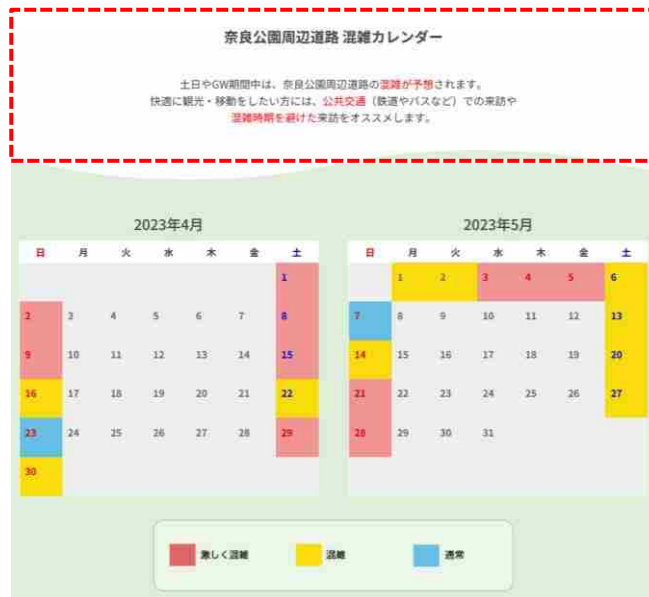 奈良公園周辺道路 混雑カレンダー
土日やGW期間中は、奈良公園周辺道路の混雑が予想されます。
快適に観光・移動をしたい方には、公共交通（鉄道やバスなど）での来訪や
混雑時期を避けた来訪をオススメします。
2023年4月
日 月 火 水 木 金 土
1
2 3 4 5 6 7 8
9 10 11 12 13 14 15
16 17 18 19 20 21 22
23 24 25 26 27 28 29
30
2023年5月
日 月 火 水 木 金 土
1 2 3 4 5 6
7 8 9 10 11 12 13
14 15 16 17 18 19 20
21 22 23 24 25 26 27
28 29 30 31
激しく混雑 混雑 通常